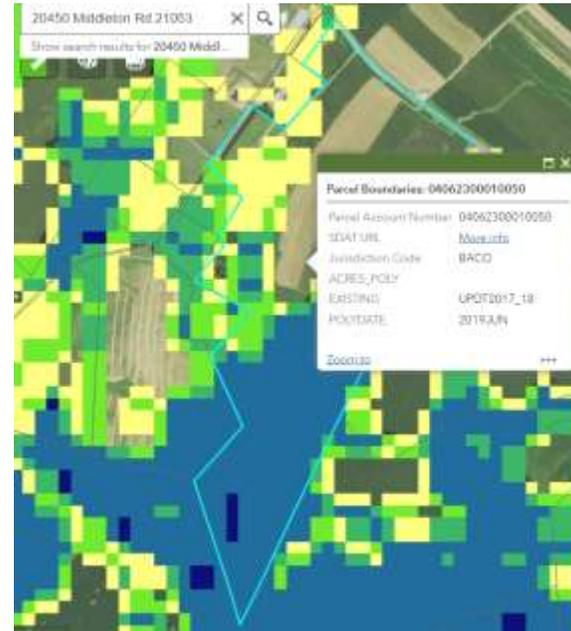 20450 Middleton Rd 21053
Show search results for 20450 Middl...
Parcel Boundaries: 04062300010050
Parcel Account Number 04062300010050
SDAT URL More info
Jurisdiction Code BACO
ACRES_POLY
EXISTING UPDT2017_18
POLYDATE 2019JUN
Zoom to